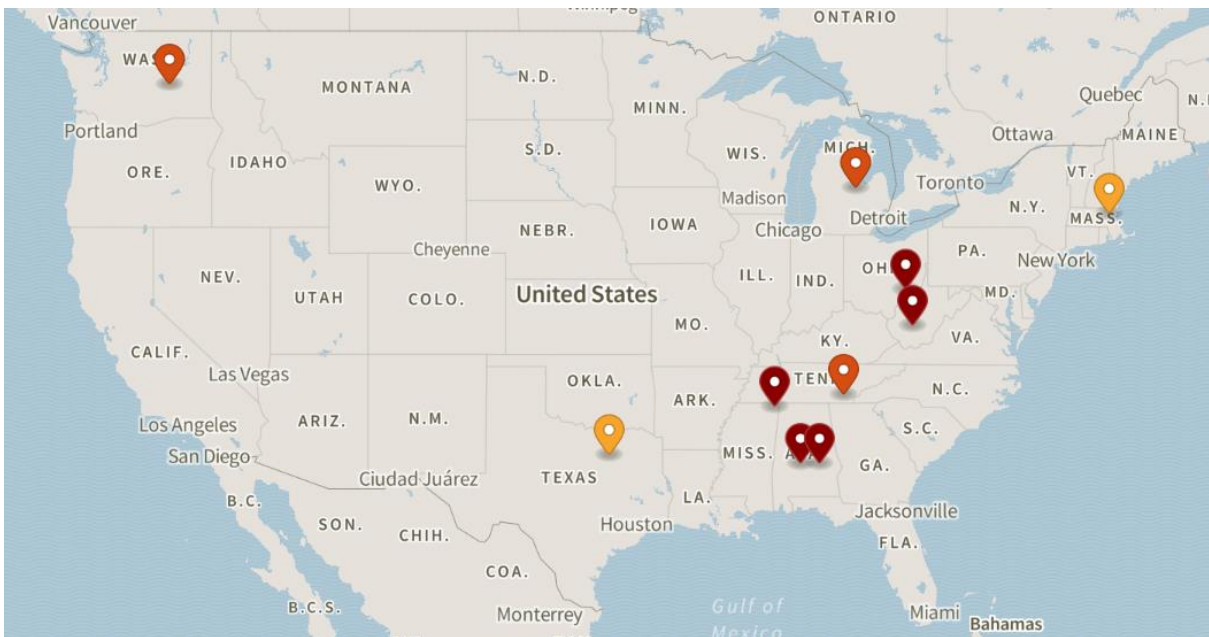 Winnipeg
ONTARIO
Vancouver
N.D.
MONTANA
MINN.
Quebec
Portland
Ottawa
MAINE
ORE.
IDAHO
S.D.
WIS.
MICH.
VT.
WYO.
Toronto
Madison
N.Y.
MASS.
Detroit
IOWA
Chicago
NEBR.
Cheyenne
PA.
New York
NEV.
UTAH
COLO.
ILL.
IND.
United States
MD.
MO.
KY.
VA.
CALIF.
Las Vegas
OKLA.
N.C.
ARK.
Los Angeles
ARIZ.
N.M.
S.C.
San Diego
MISS.
GA.
Ciudad Juárez
TEXAS
B.C.
LA.
Jacksonville
SON.
CHIH.
Houston
FLA.
COA.
B.C.S.
Monterrey
Gulf of
Mexico
Miami
Bahamas